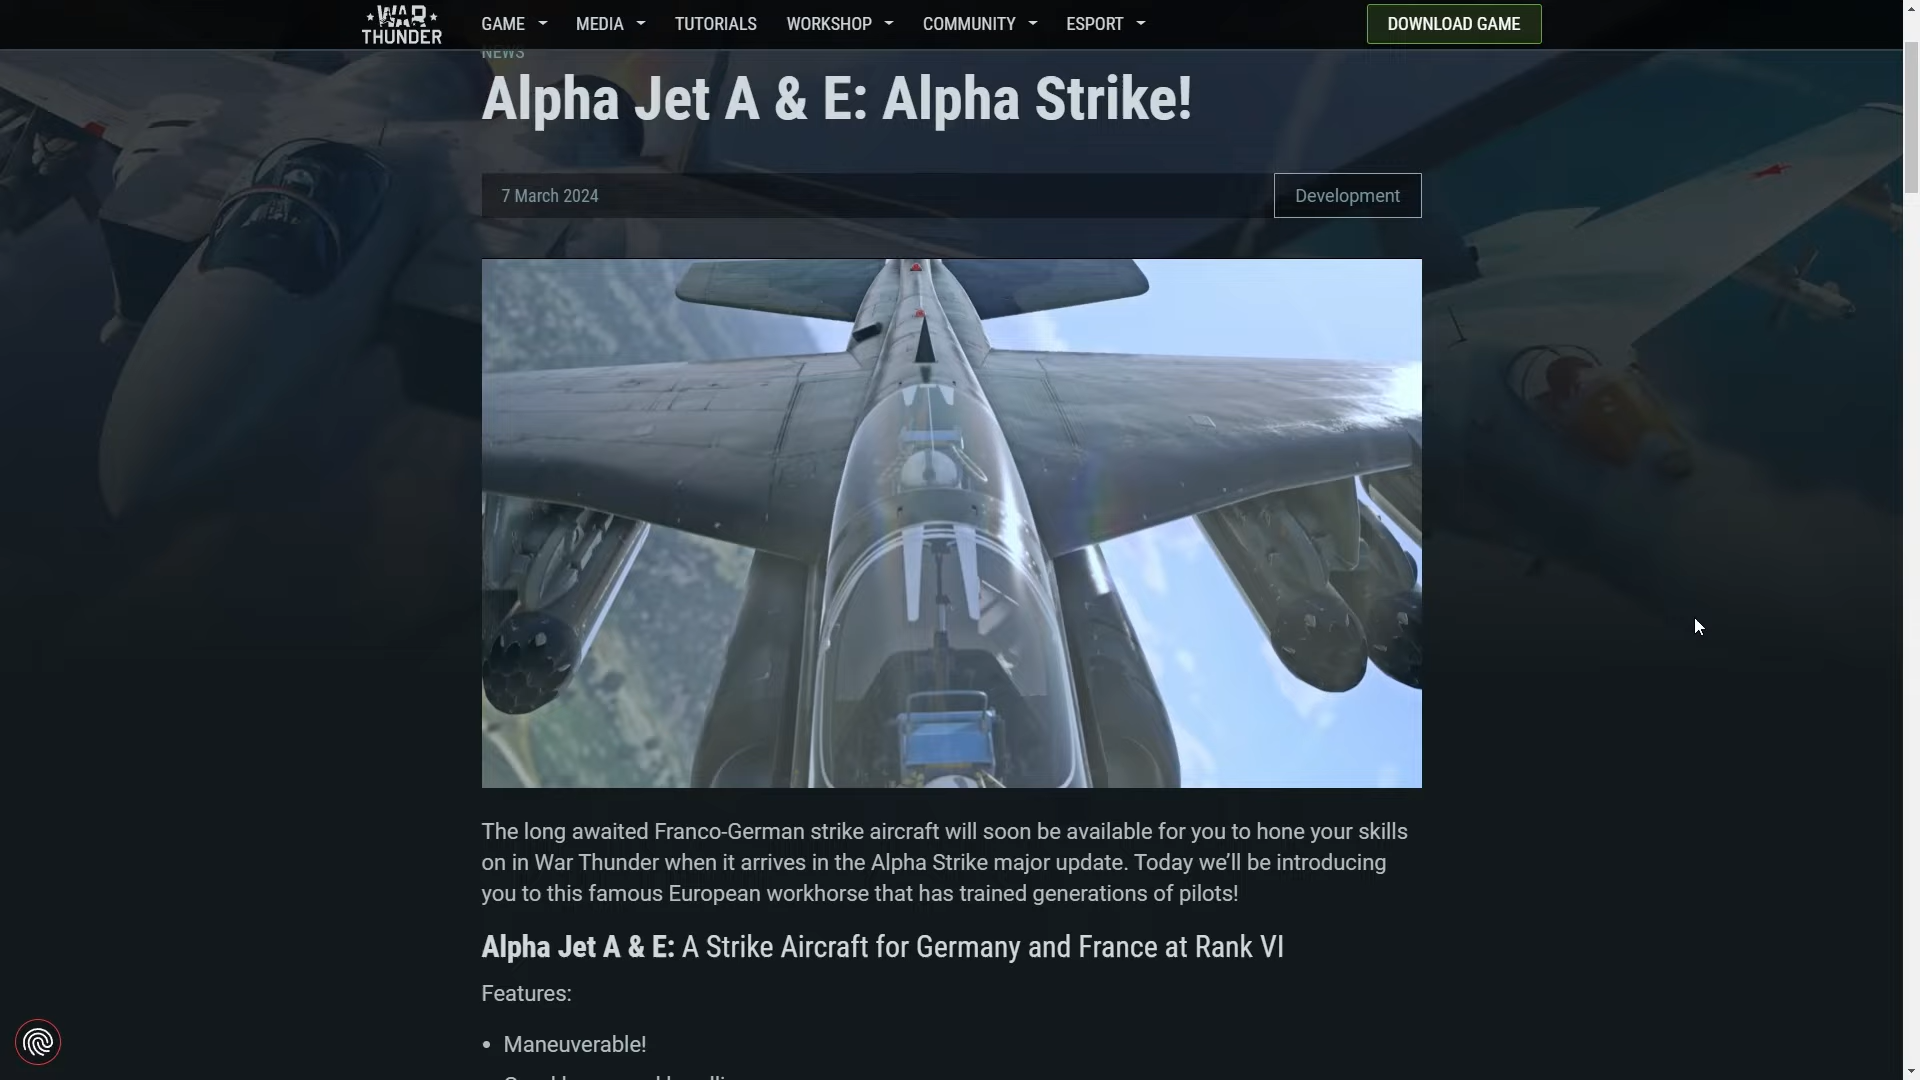 WAR THUNDER
GAME
MEDIA
TUTORIALS
WORKSHOP
COMMUNITY
ESPORT
DOWNLOAD GAME
NEWS
Alpha Jet A & E: Alpha Strike!
7 March 2024
Development
The long awaited Franco-German strike aircraft will soon be available for you to hone your skills
on in War Thunder when it arrives in the Alpha Strike major update. Today we’ll be introducing
you to this famous European workhorse that has trained generations of pilots!
Alpha Jet A & E: A Strike Aircraft for Germany and France at Rank VI
Features:
• Maneuverable!